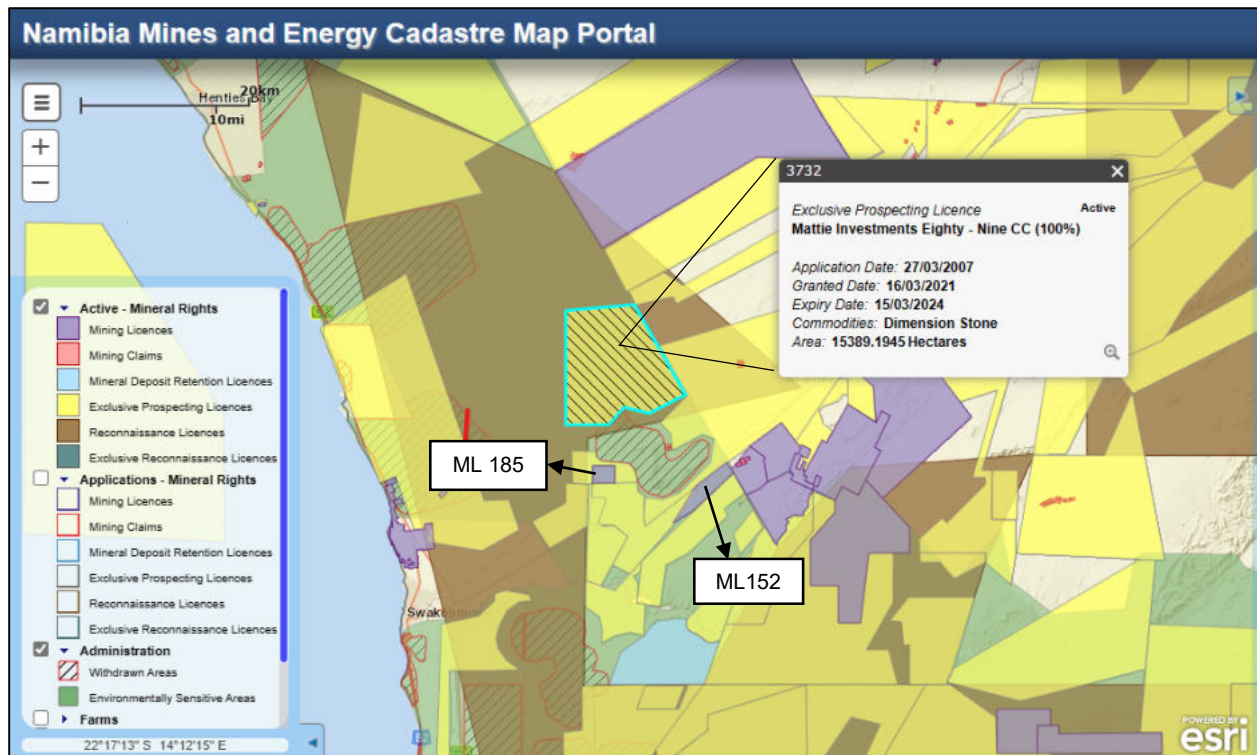 Namibia Mines and Energy Cadastre Map Portal
20km
Henties Bay
10mi
3732
Exclusive Prospecting Licence Active
Mattie Investments Eighty - Nine CC (100%)
Application Date: 27/03/2007
Granted Date: 16/03/2021
Expiry Date: 15/03/2024
Commodities: Dimension Stone
Area: 15389.1945 Hectares
Active - Mineral Rights
Mining Licences
Mining Claims
Mineral Deposit Retention Licences
Exclusive Prospecting Licences
Reconnaissance Licences
Exclusive Reconnaissance Licences
Applications - Mineral Rights
Mining Licences
Mining Claims
Mineral Deposit Retention Licences
Exclusive Prospecting Licences
Reconnaissance Licences
Exclusive Reconnaissance Licences
Administration
Withdrawn Areas
Environmentally Sensitive Areas
Farms
22°17'13" S 14°12'15" E
ML 185
ML152
POWERED BY
esri